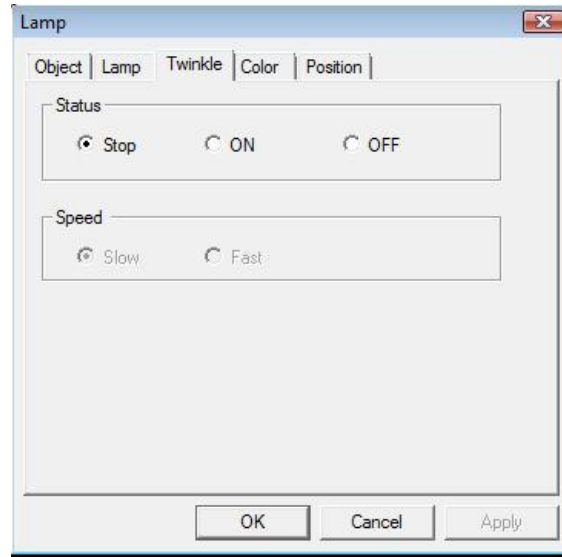 Lamp
Object Lamp Twinkle Color Position
Status
Stop ON OFF
Speed
Slow Fast
OK Cancel Apply